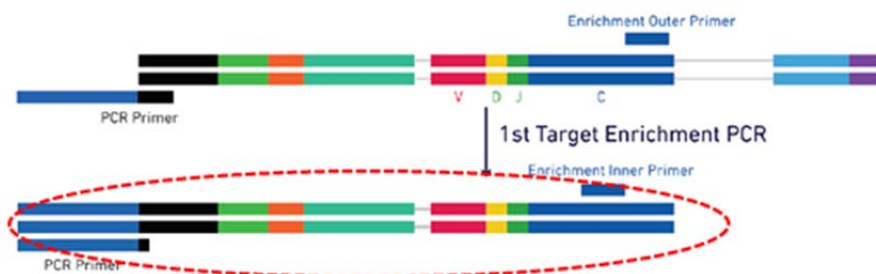 Enrichment Outer Primer
PCR Primer
V D J C
1st Target Enrichment PCR
Enrichment Inner Primer
PCR Primer